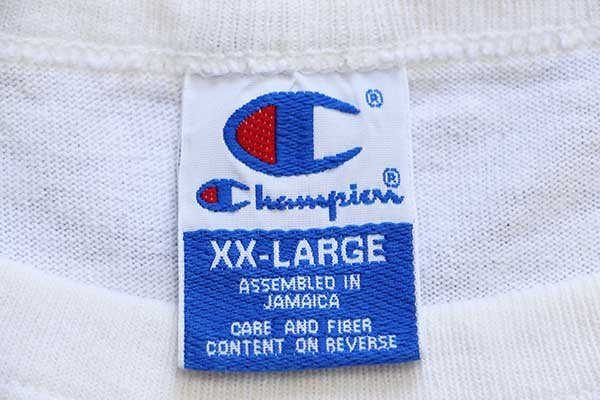 C®
Champion®
XX-LARGE
ASSEMBLED IN
JAMAICA
CARE AND FIBER
CONTENT ON REVERSE